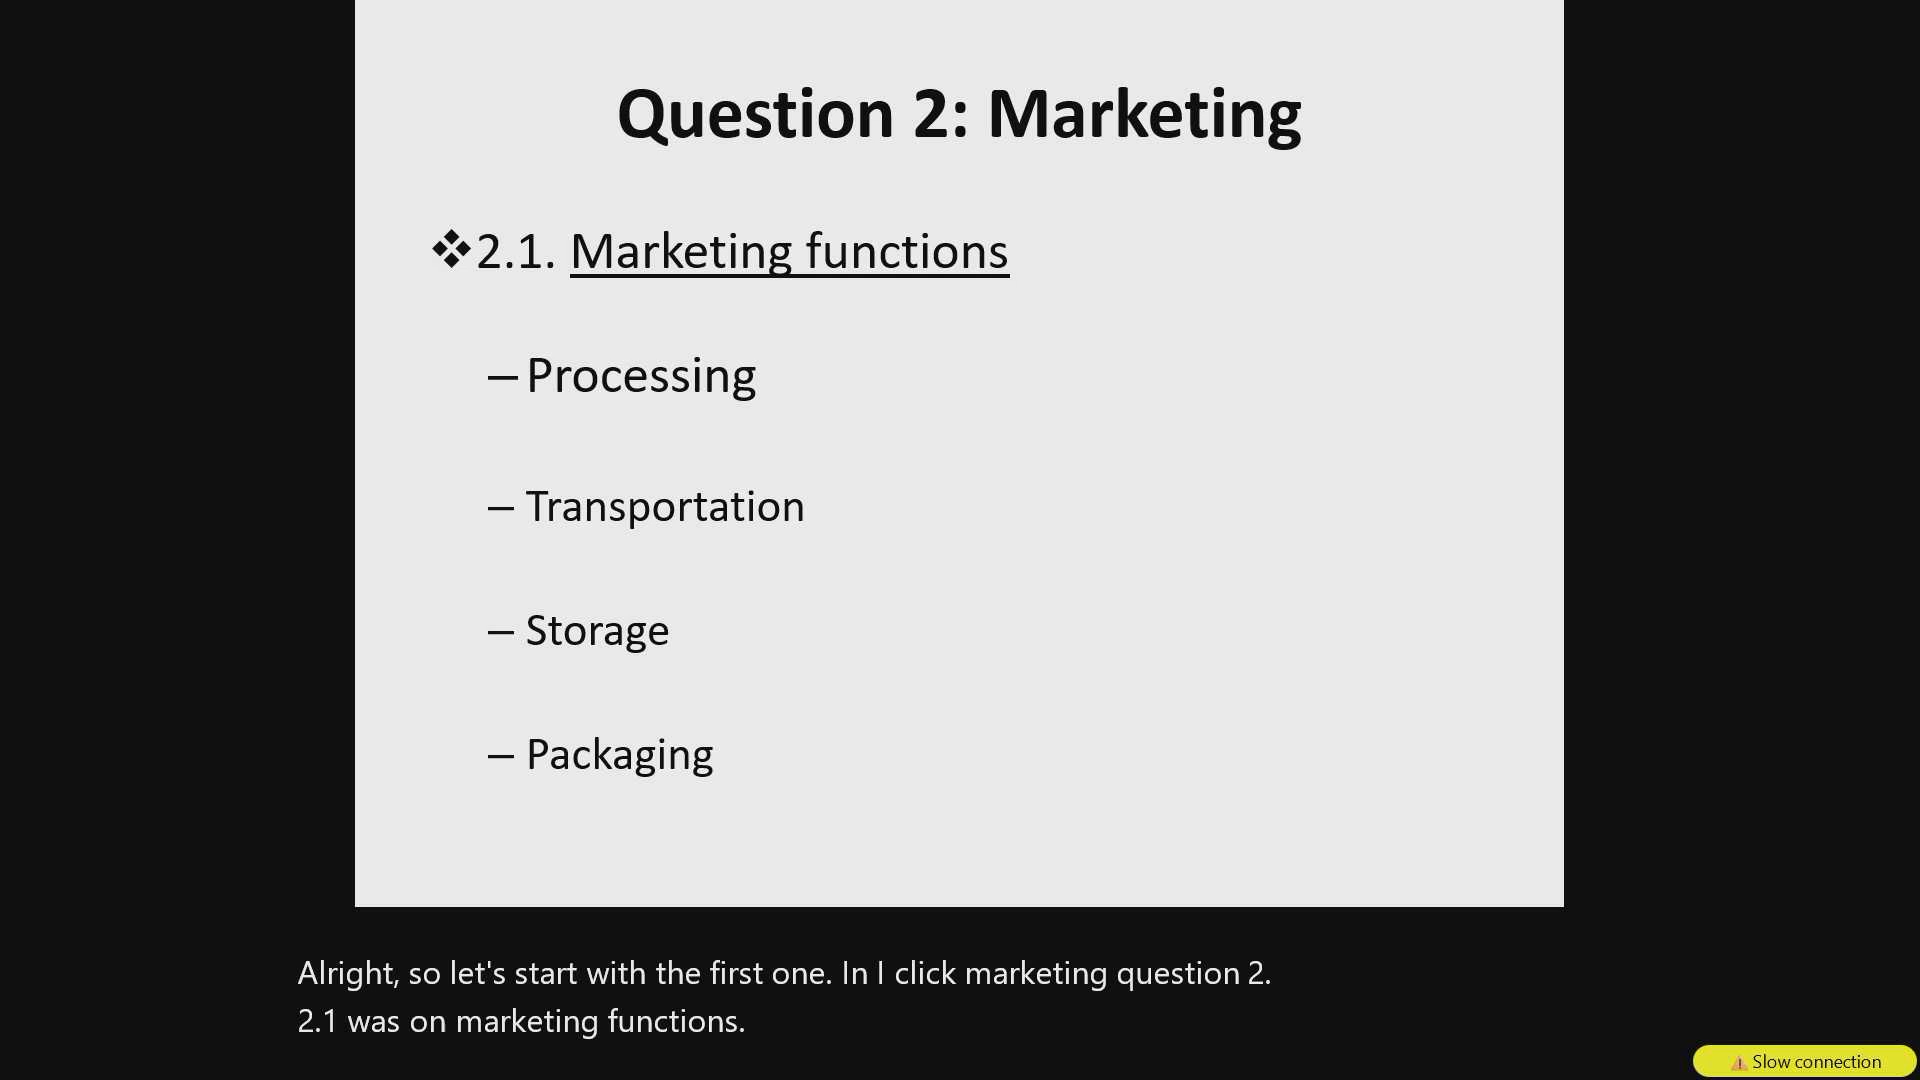 Question 2: Marketing
❖2.1. Marketing functions
– Processing
– Transportation
– Storage
– Packaging
Alright, so let's start with the first one. In I click marketing question 2.
2.1 was on marketing functions.
⚠ Slow connection